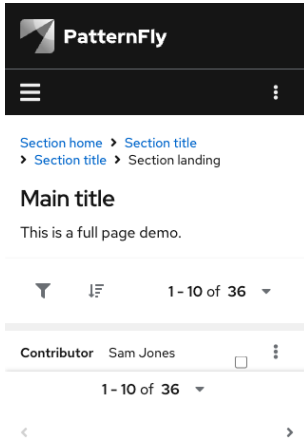 PatternFly
Section home > Section title
> Section title > Section landing
Main title
This is a full page demo.
1 - 10 of 36
Contributor Sam Jones
1 - 10 of 36